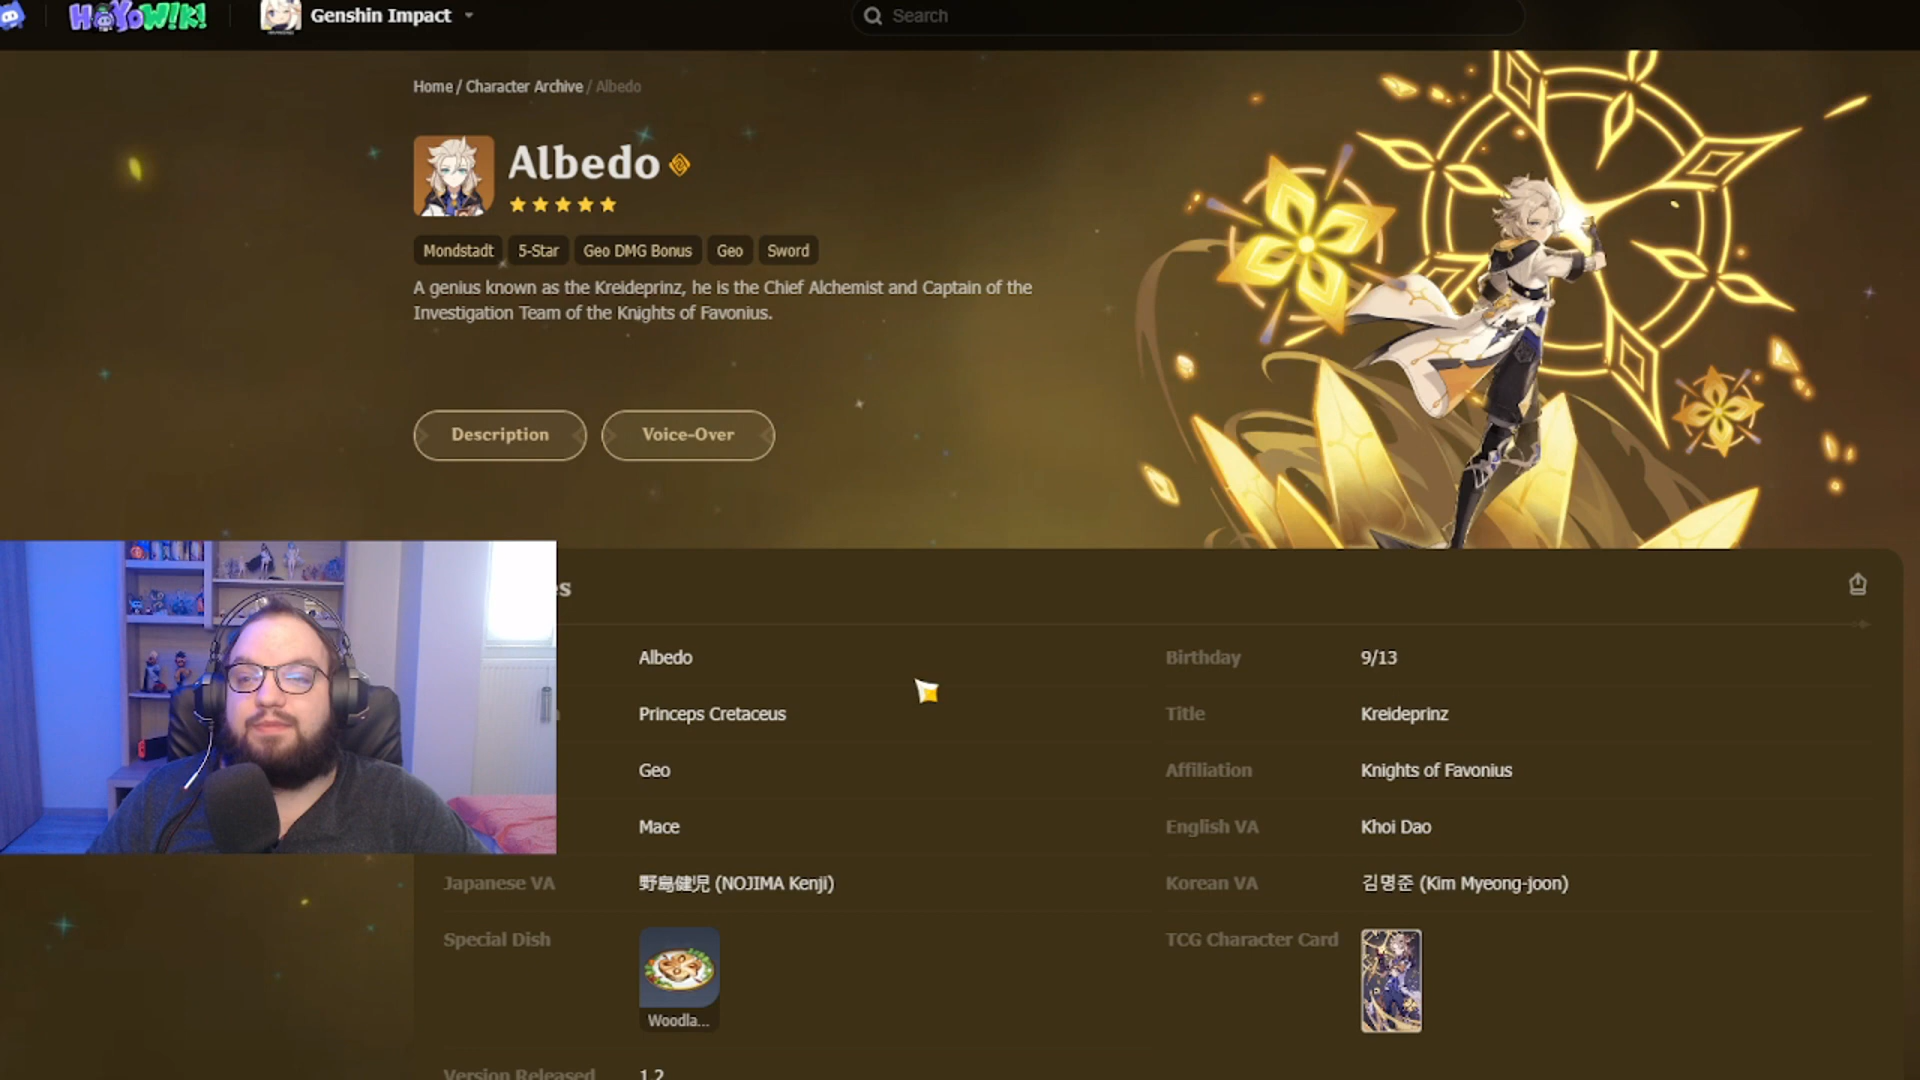 HoYoWiKi
Genshin Impact
Search
Home / Character Archive / Albedo
Albedo
Mondstadt
5-Star
Geo DMG Bonus
Geo
Sword
A genius known as the Kreideprinz, he is the Chief Alchemist and Captain of the
Investigation Team of the Knights of Favonius.
Description
Voice-Over
es
Albedo
Birthday
9/13
Princeps Cretaceus
Title
Kreideprinz
Geo
Affiliation
Knights of Favonius
Mace
English VA
Khoi Dao
Japanese VA
野島健児 (NOJIMA Kenji)
Korean VA
김명준 (Kim Myeong-joon)
Special Dish
Woodla...
TCG Character Card
Version Released
1.2